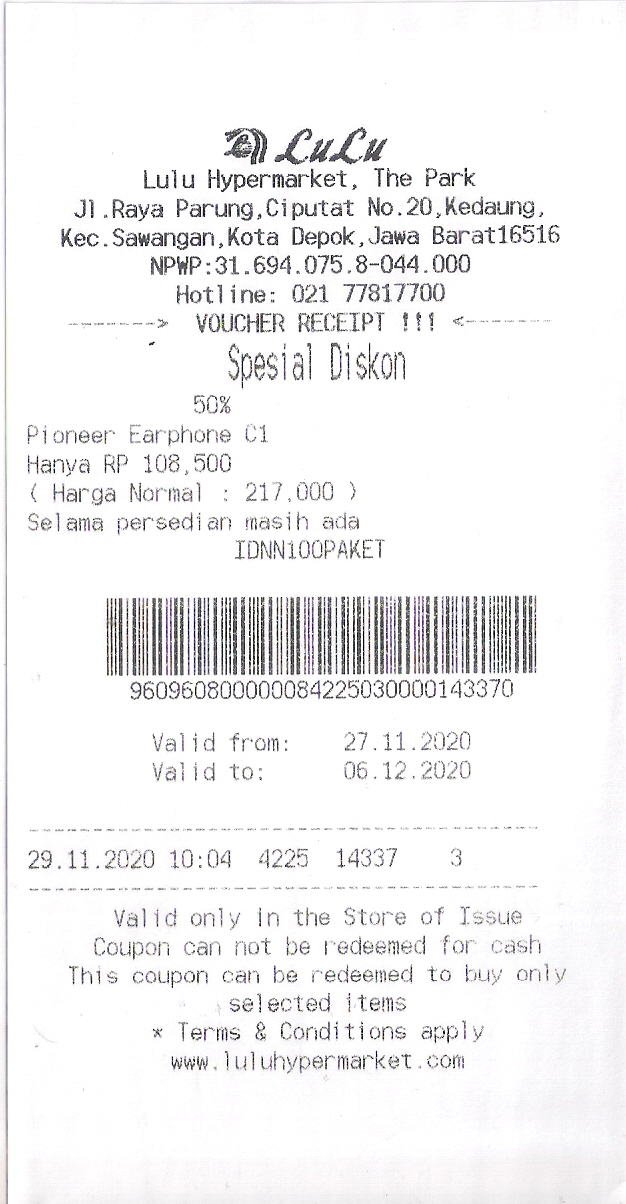 LuLu
Lulu Hypermarket, The Park
Jl.Raya Parung,Ciputat No.20,Kedaung,
Kec.Sawangan,Kota Depok,Jawa Barat16516
NPWP:31.694.075.8-044.000
Hotline: 021 77817700
-------> VOUCHER RECEIPT !!! <-------
Spesial Diskon
50%
Pioneer Earphone C1
Hanya RP 108,500
( Harga Normal : 217.000 )
Selama persedian masih ada
IDNN100PAKET
960960800000084225030000143370
Valid from: 27.11.2020
Valid to: 06.12.2020
29.11.2020 10:04 4225 14337 3
Valid only in the Store of Issue
Coupon can not be redeemed for cash
This coupon can be redeemed to buy only
selected items
* Terms & Conditions apply
www.luluhypermarket.com